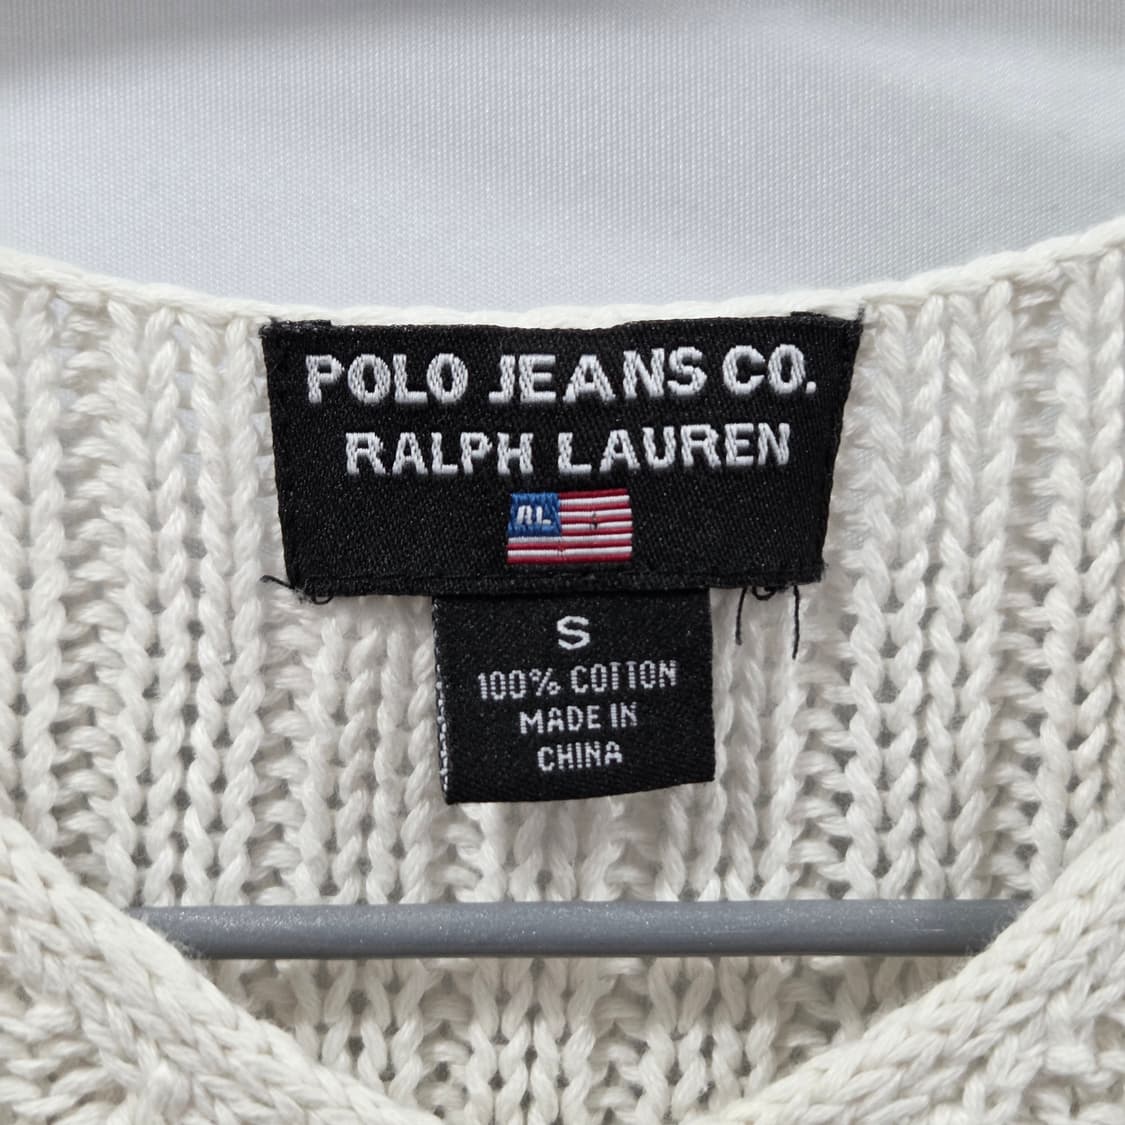 POLO JEANS CO.
RALPH LAUREN
RL
S
100% COTTON
MADE IN
CHINA